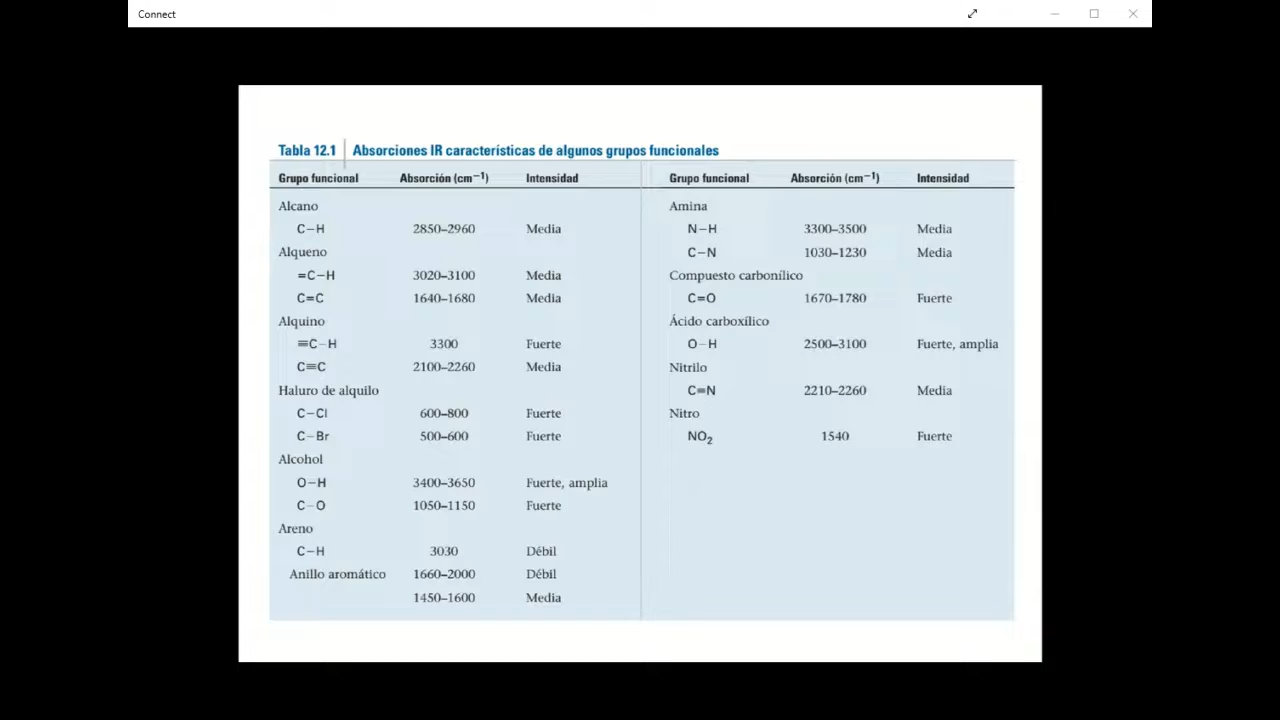 Connect
Tabla 12.1 Absorciones IR características de algunos grupos funcionales
Grupo funcional Absorción (cm⁻¹) Intensidad
Alcano
C–H 2850–2960 Media
Alqueno
=C–H 3020–3100 Media
C=C 1640–1680 Media
Alquino
≡C–H 3300 Fuerte
C≡C 2100–2260 Media
Haluro de alquilo
C–Cl 600–800 Fuerte
C–Br 500–600 Fuerte
Alcohol
O–H 3400–3650 Fuerte, amplia
C–O 1050–1150 Fuerte
Areno
C–H 3030 Débil
Anillo aromático 1660–2000 Débil
1450–1600 Media
Grupo funcional Absorción (cm⁻¹) Intensidad
Amina
N–H 3300–3500 Media
C–N 1030–1230 Media
Compuesto carbonílico
C=O 1670–1780 Fuerte
Ácido carboxílico
O–H 2500–3100 Fuerte, amplia
Nitrilo
C≡N 2210–2260 Media
Nitro
NO₂ 1540 Fuerte